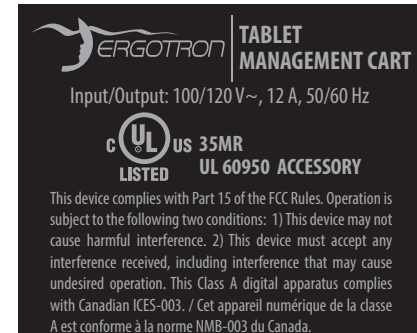 ERGOTRON
TABLET
MANAGEMENT CART
Input/Output: 100/120 V~, 12 A, 50/60 Hz
C UL US 35MR
LISTED UL 60950 ACCESSORY
This device complies with Part 15 of the FCC Rules. Operation is
subject to the following two conditions: 1) This device may not
cause harmful interference. 2) This device must accept any
interference received, including interference that may cause
undesired operation. This Class A digital apparatus complies
with Canadian ICES-003. / Cet appareil numérique de la classe
A est conforme à la norme NMB-003 du Canada.